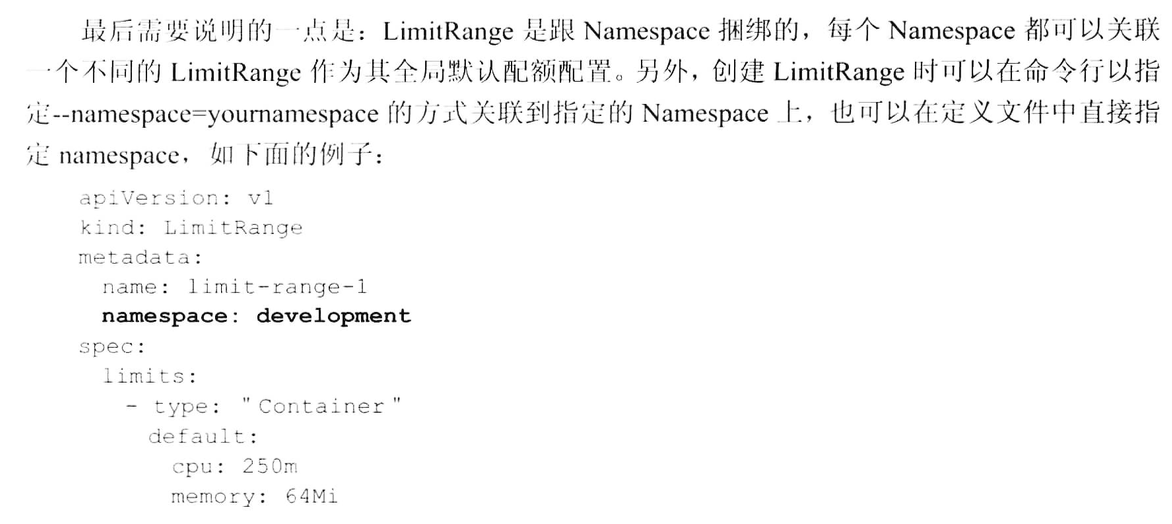 最后需要说明的一点是：LimitRange 是跟 Namespace 捆绑的，每个 Namespace 都可以关联
一个不同的 LimitRange 作为其全局默认配额配置。另外，创建 LimitRange 时可以在命令行以指
定--namespace=yournamespace 的方式关联到指定的 Namespace 上，也可以在定义文件中直接指
定 namespace，如下面的例子：
apiVersion: v1
kind: LimitRange
metadata:
  name: limit-range-1
  namespace: development
spec:
  limits:
    - type: "Container"
      default:
        cpu: 250m
        memory: 64Mi